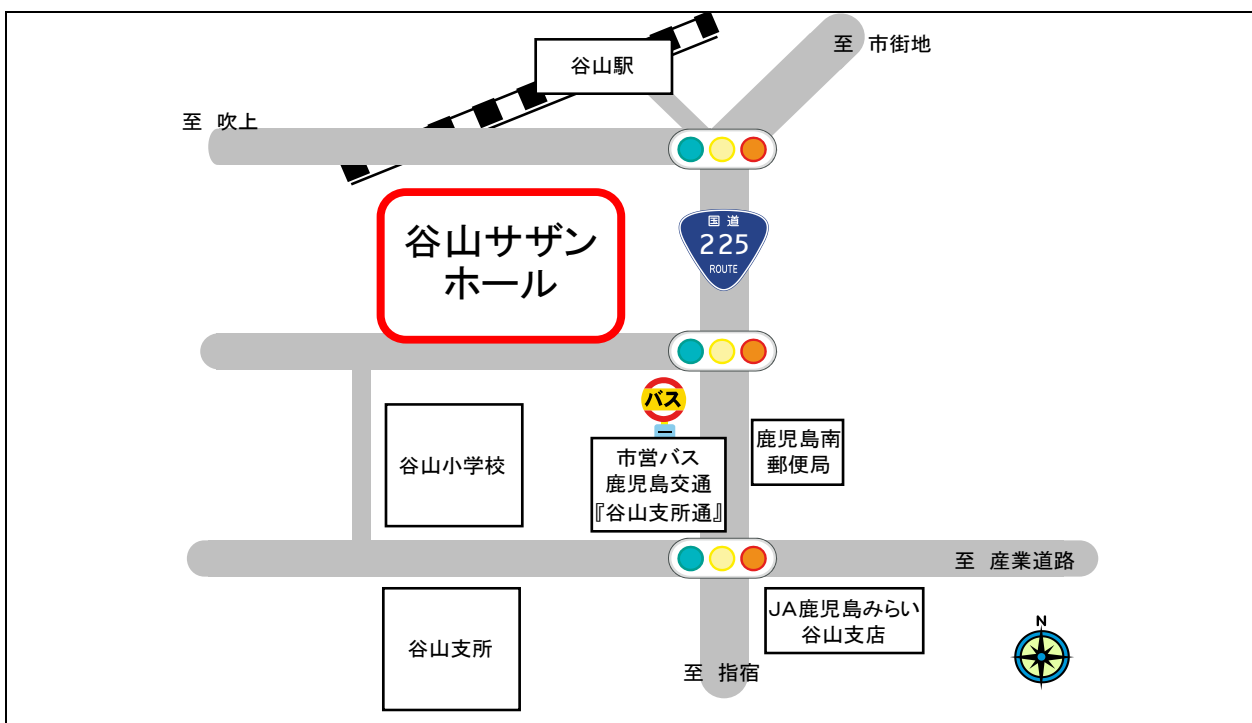 至 市街地
谷山駅
至 吹上
谷山サザン
ホール
国道
225
ROUTE
バス
市営バス
鹿児島交通
『谷山支所通』
鹿児島南
郵便局
谷山小学校
至 産業道路
JA鹿児島みらい
谷山支店
谷山支所
N
至 指宿